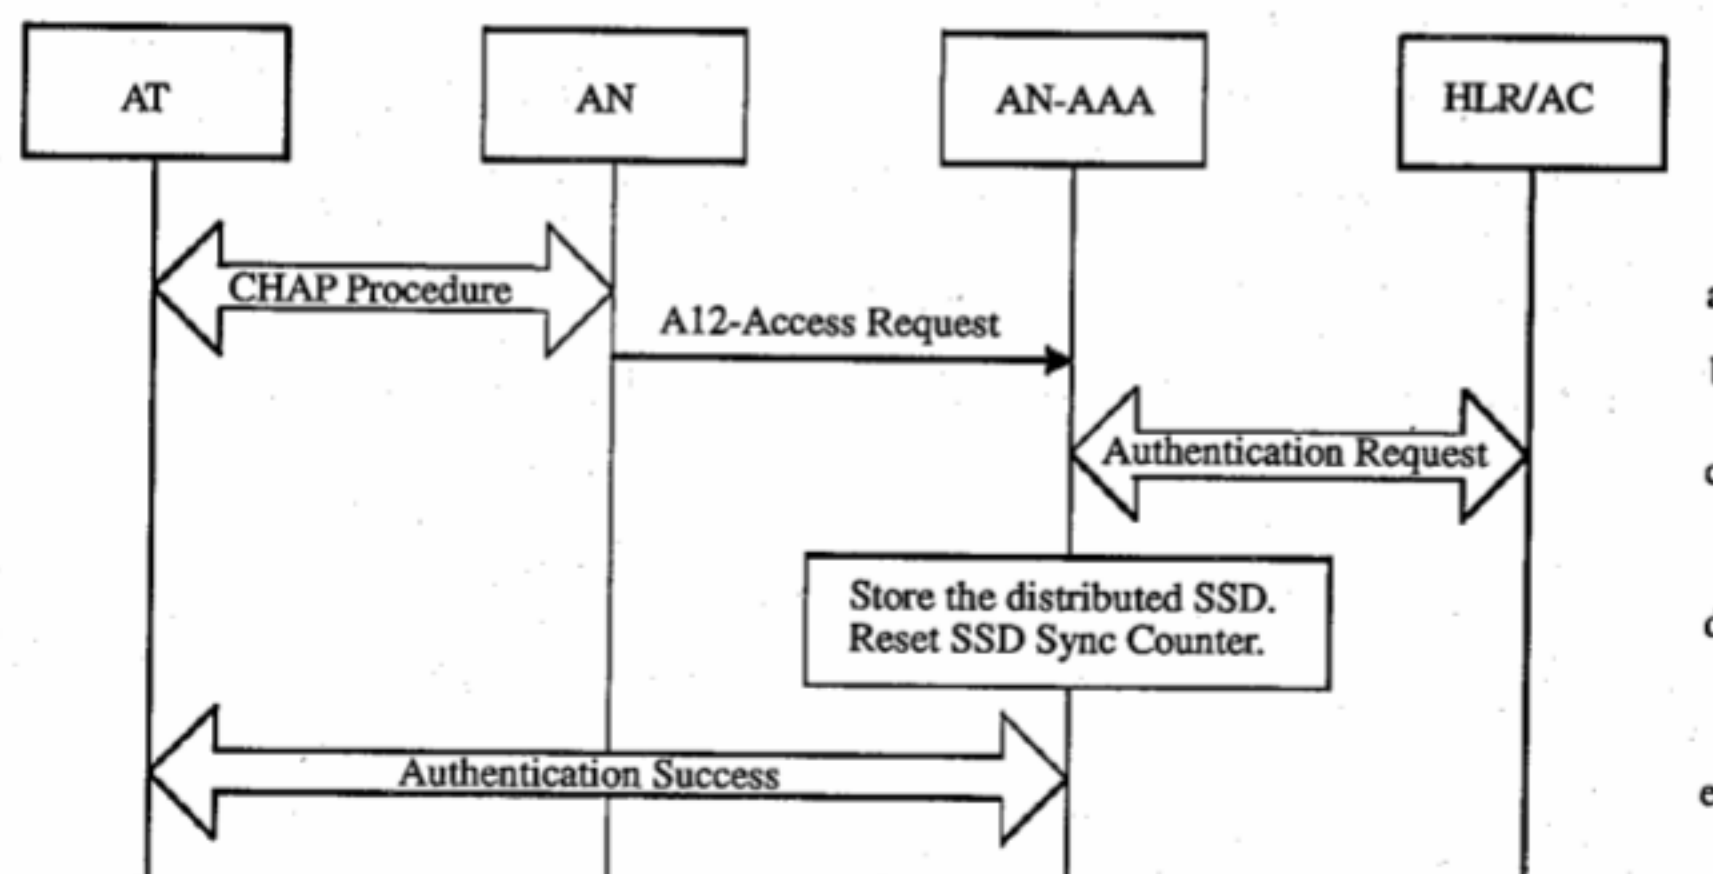 AT
AN
AN-AAA
HLR/AC
CHAP Procedure
A12-Access Request
Authentication Request
Store the distributed SSD.
Reset SSD Sync Counter.
Authentication Success
e